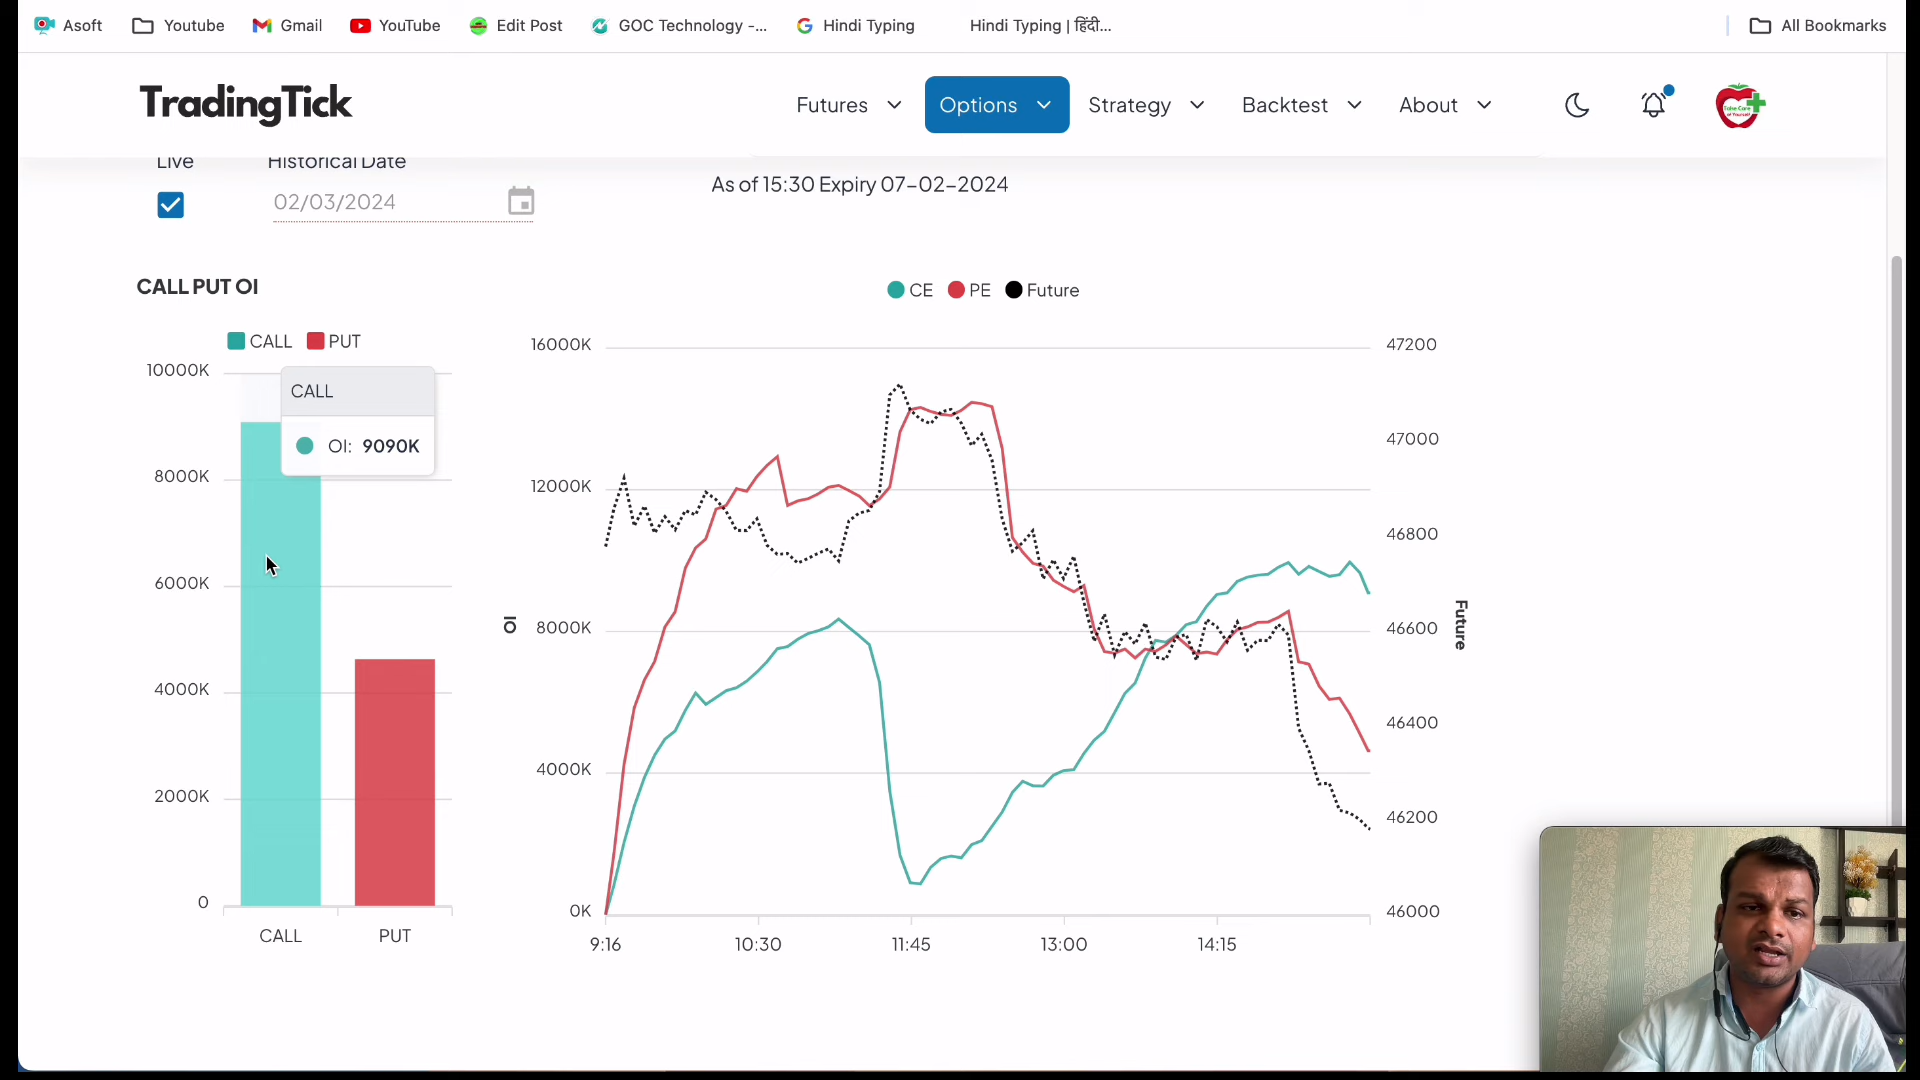 Asoft
Youtube
Gmail
YouTube
Edit Post
GOC Technology -...
Hindi Typing
Hindi Typing | हिंदी...
All Bookmarks
TradingTick
Futures
Options
Strategy
Backtest
About
Take Care
of Yourself
Live
Historical Date
02/03/2024
As of 15:30 Expiry 07-02-2024
CALL PUT OI
CALL
PUT
CE
PE
Future
10000K
8000K
6000K
4000K
2000K
0
CALL
OI: 9090K
CALL
PUT
OI
16000K
12000K
8000K
4000K
0K
9:16
10:30
11:45
13:00
14:15
47200
47000
46800
46600
46400
46200
46000
Future